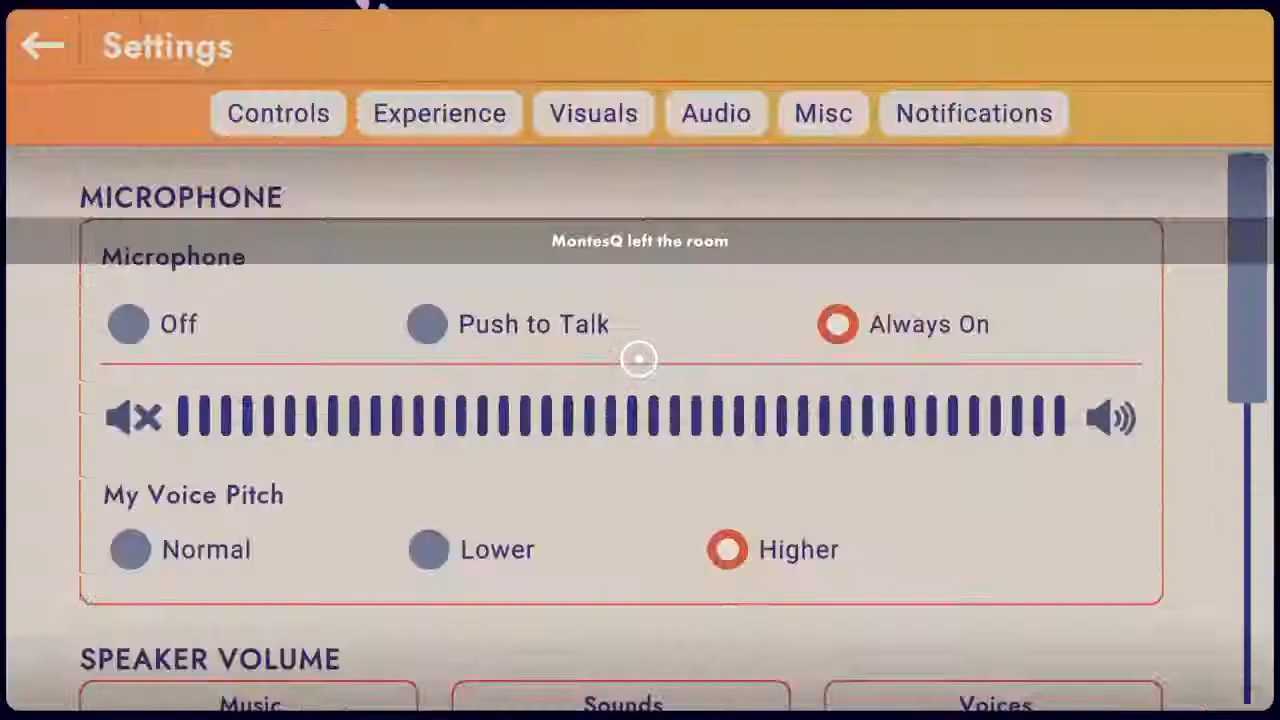 Settings
Controls Experience Visuals Audio Misc Notifications
MICROPHONE
MontesQ left the room
Microphone
Off Push to Talk Always On
My Voice Pitch
Normal Lower Higher
SPEAKER VOLUME
Music Sounds Voices